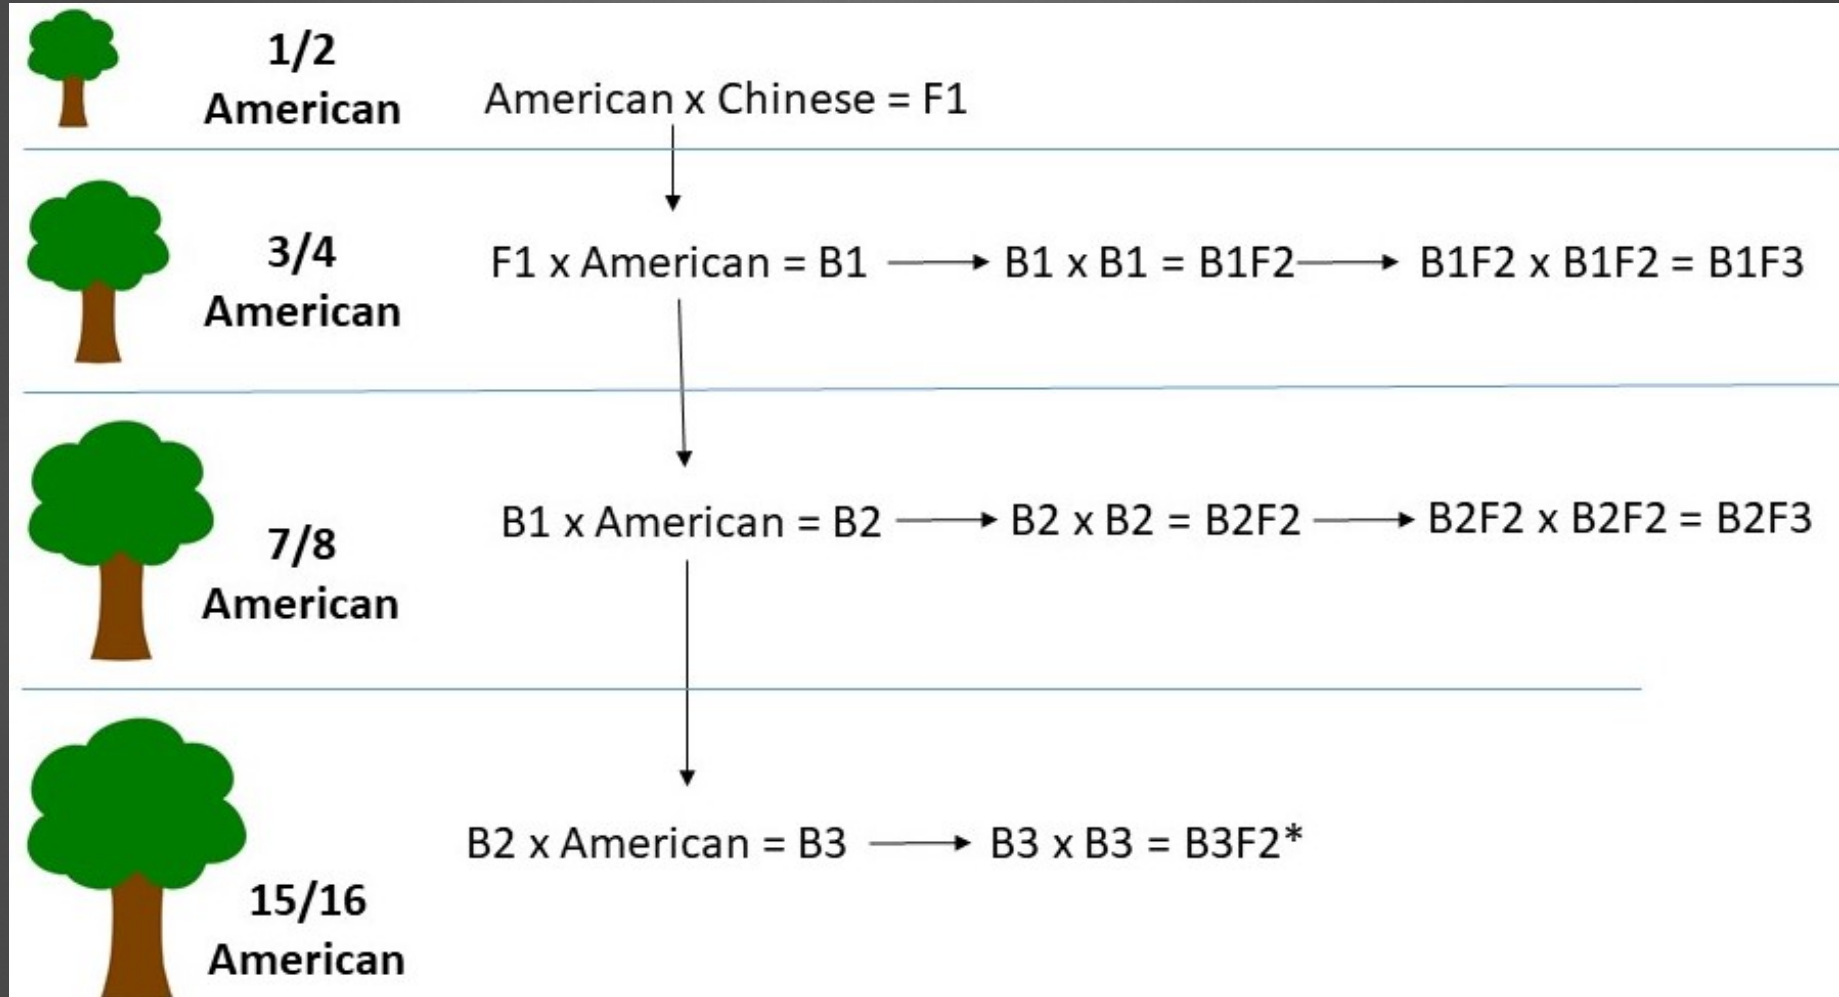 1/2
American
American x Chinese = F1
3/4
American
F1 x American = B1
B1 x B1 = B1F2
B1F2 x B1F2 = B1F3
7/8
American
B1 x American = B2
B2 x B2 = B2F2
B2F2 x B2F2 = B2F3
15/16
American
B2 x American = B3
B3 x B3 = B3F2*